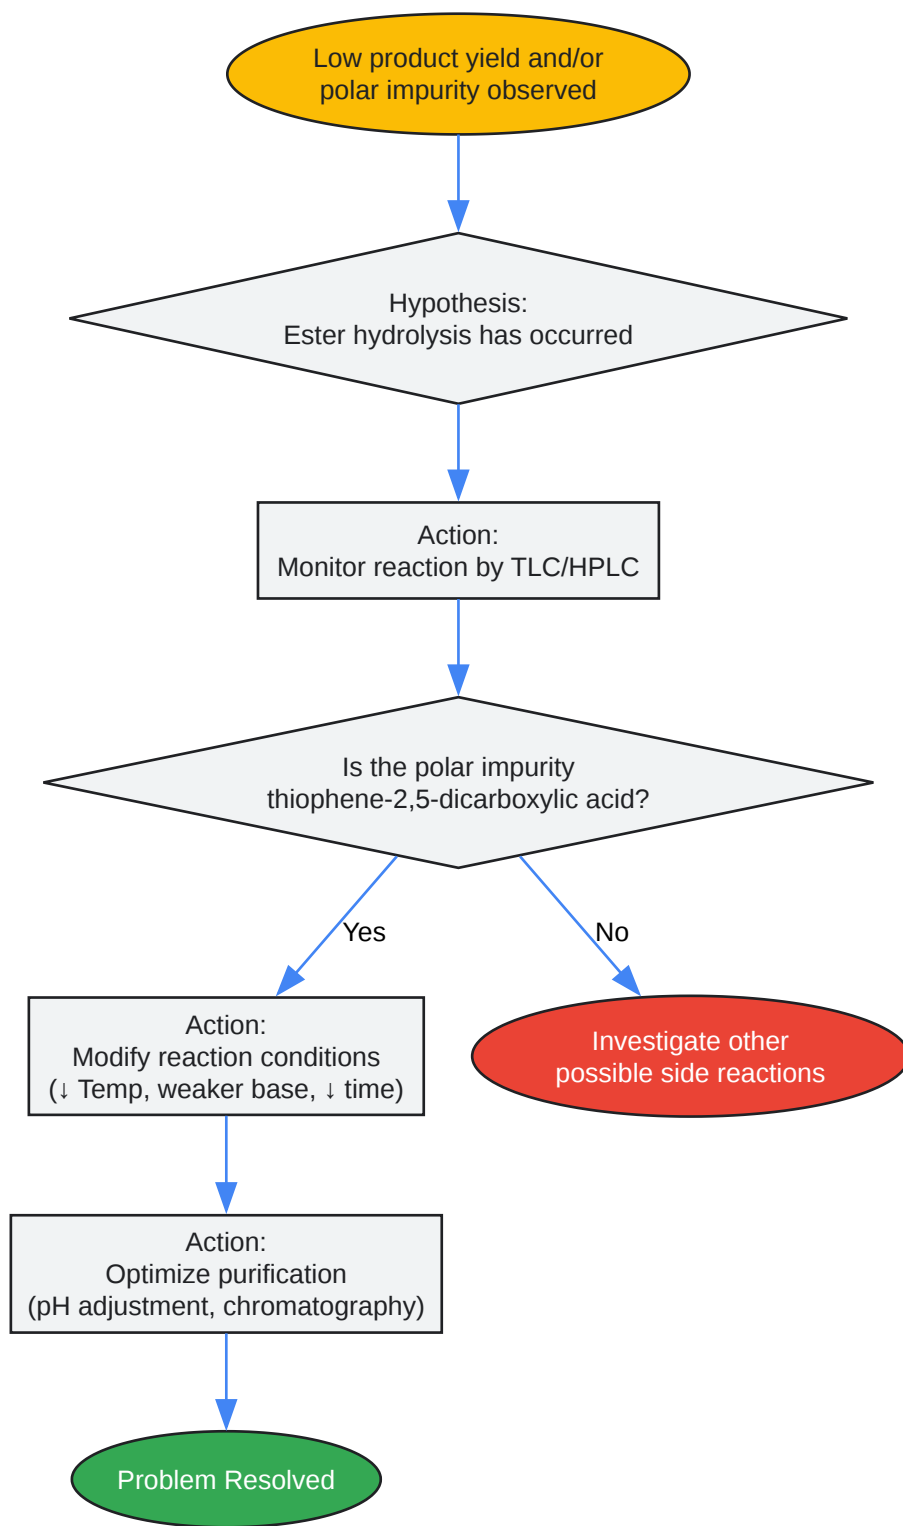 Low product yield and/or
polar impurity observed
Hypothesis:
Ester hydrolysis has occurred
Action:
Monitor reaction by TLC/HPLC
Is the polar impurity
thiophene-2,5-dicarboxylic acid?
Yes
No
Action:
Modify reaction conditions
(↓ Temp, weaker base, ↓ time)
Investigate other
possible side reactions
Action:
Optimize purification
(pH adjustment, chromatography)
Problem Resolved